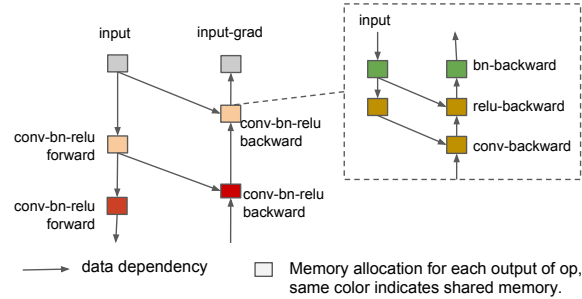 input
input-grad
input
bn-backward
relu-backward
conv-backward
conv-bn-relu
backward
conv-bn-relu
forward
conv-bn-relu
backward
conv-bn-relu
forward
data dependency
Memory allocation for each output of op,
same color indicates shared memory.